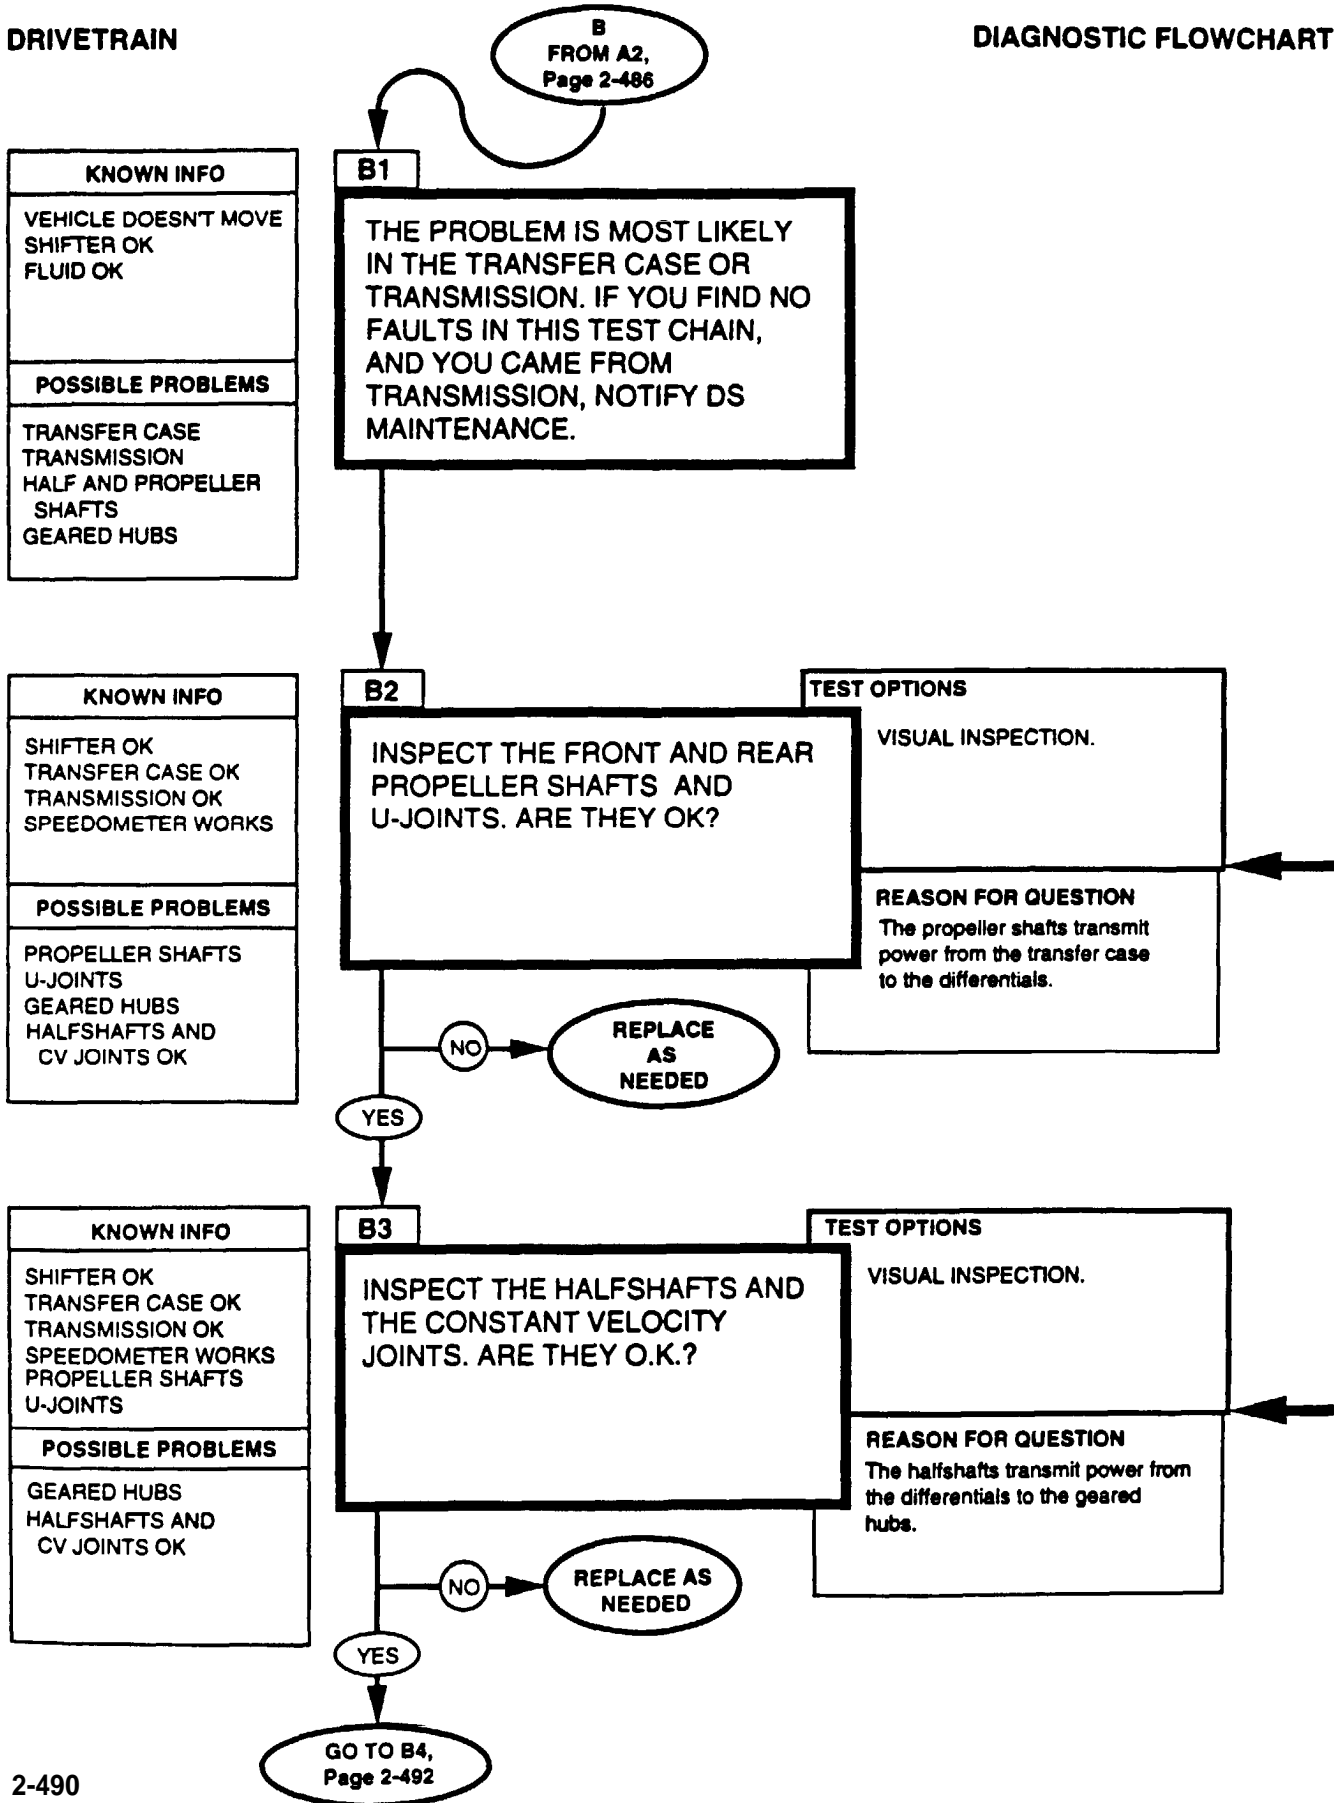 DRIVETRAIN
DIAGNOSTIC FLOWCHART
B
FROM A2,
Page 2-486
KNOWN INFO
VEHICLE DOESN'T MOVE
SHIFTER OK
FLUID OK
POSSIBLE PROBLEMS
TRANSFER CASE
TRANSMISSION
HALF AND PROPELLER
SHAFTS
GEARED HUBS
B1
THE PROBLEM IS MOST LIKELY
IN THE TRANSFER CASE OR
TRANSMISSION. IF YOU FIND NO
FAULTS IN THIS TEST CHAIN,
AND YOU CAME FROM
TRANSMISSION, NOTIFY DS
MAINTENANCE.
KNOWN INFO
SHIFTER OK
TRANSFER CASE OK
TRANSMISSION OK
SPEEDOMETER WORKS
POSSIBLE PROBLEMS
PROPELLER SHAFTS
U-JOINTS
GEARED HUBS
HALFSHAFTS AND
CV JOINTS OK
B2
INSPECT THE FRONT AND REAR
PROPELLER SHAFTS AND
U-JOINTS. ARE THEY OK?
TEST OPTIONS
VISUAL INSPECTION.
REASON FOR QUESTION
The propeller shafts transmit
power from the transfer case
to the differentials.
NO
REPLACE
AS
NEEDED
YES
KNOWN INFO
SHIFTER OK
TRANSFER CASE OK
TRANSMISSION OK
SPEEDOMETER WORKS
PROPELLER SHAFTS
U-JOINTS
POSSIBLE PROBLEMS
GEARED HUBS
HALFSHAFTS AND
CV JOINTS OK
B3
INSPECT THE HALFSHAFTS AND
THE CONSTANT VELOCITY
JOINTS. ARE THEY O.K.?
TEST OPTIONS
VISUAL INSPECTION.
REASON FOR QUESTION
The halfshafts transmit power from
the differentials to the geared
hubs.
NO
REPLACE AS
NEEDED
YES
GO TO B4,
Page 2-492
2-490